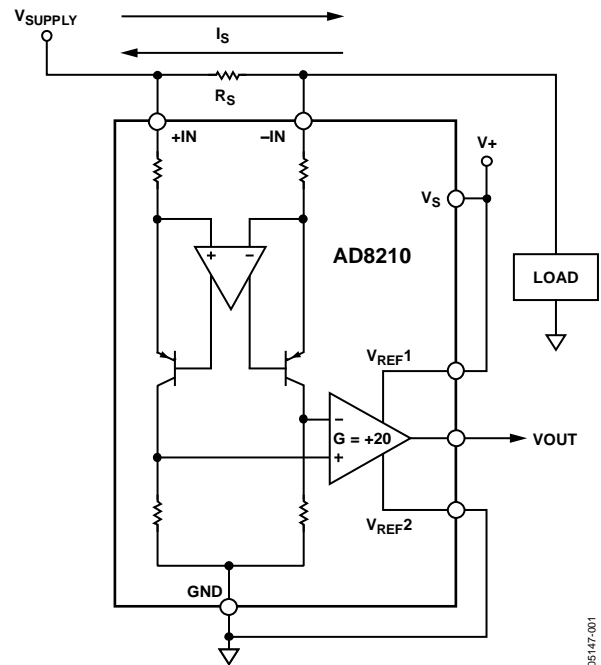 VSUPPLY
IS
RS
+IN
–IN
V+
VS
AD8210
LOAD
+ –
VREF1
–
G = +20
+
VOUT
VREF2
GND
05147-001